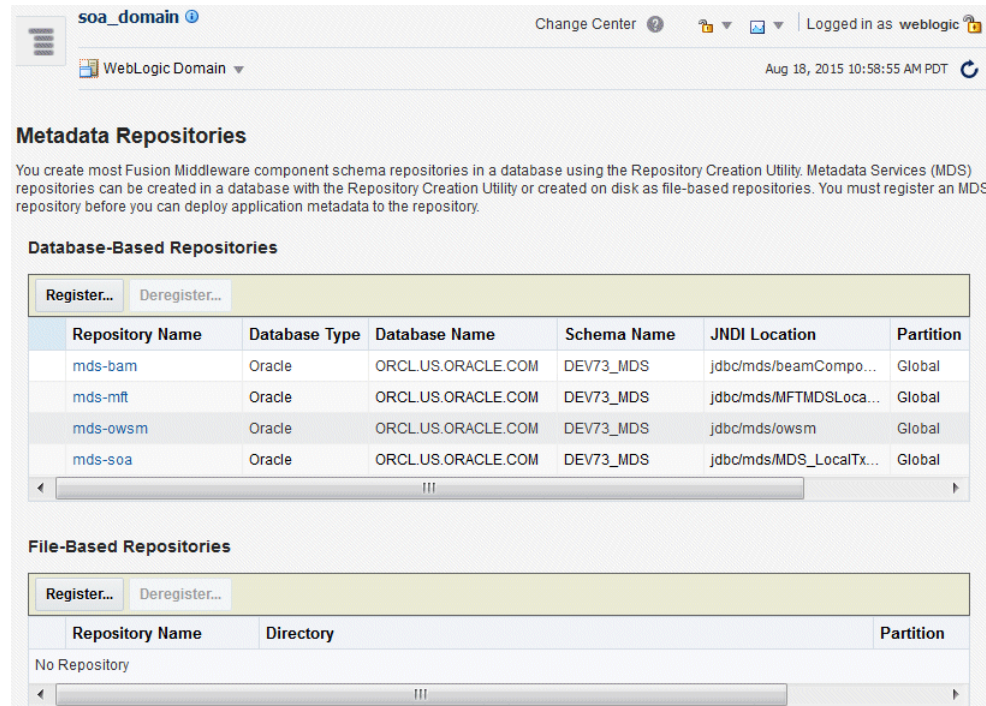 soa_domain
Change Center
Logged in as weblogic
WebLogic Domain
Aug 18, 2015 10:58:55 AM PDT
Metadata Repositories
You create most Fusion Middleware component schema repositories in a database using the Repository Creation Utility. Metadata Services (MDS)
repositories can be created in a database with the Repository Creation Utility or created on disk as file-based repositories. You must register an MDS
repository before you can deploy application metadata to the repository.
Database-Based Repositories
Register... Deregister...
Repository Name Database Type Database Name Schema Name JNDI Location Partition
mds-bam Oracle ORCL.US.ORACLE.COM DEV73_MDS jdbc/mds/beamCompo... Global
mds-mft Oracle ORCL.US.ORACLE.COM DEV73_MDS jdbc/mds/MFTMDSLoca... Global
mds-owsm Oracle ORCL.US.ORACLE.COM DEV73_MDS jdbc/mds/owsm Global
mds-soa Oracle ORCL.US.ORACLE.COM DEV73_MDS jdbc/mds/MDS_LocalTx... Global
File-Based Repositories
Register... Deregister...
Repository Name Directory Partition
No Repository